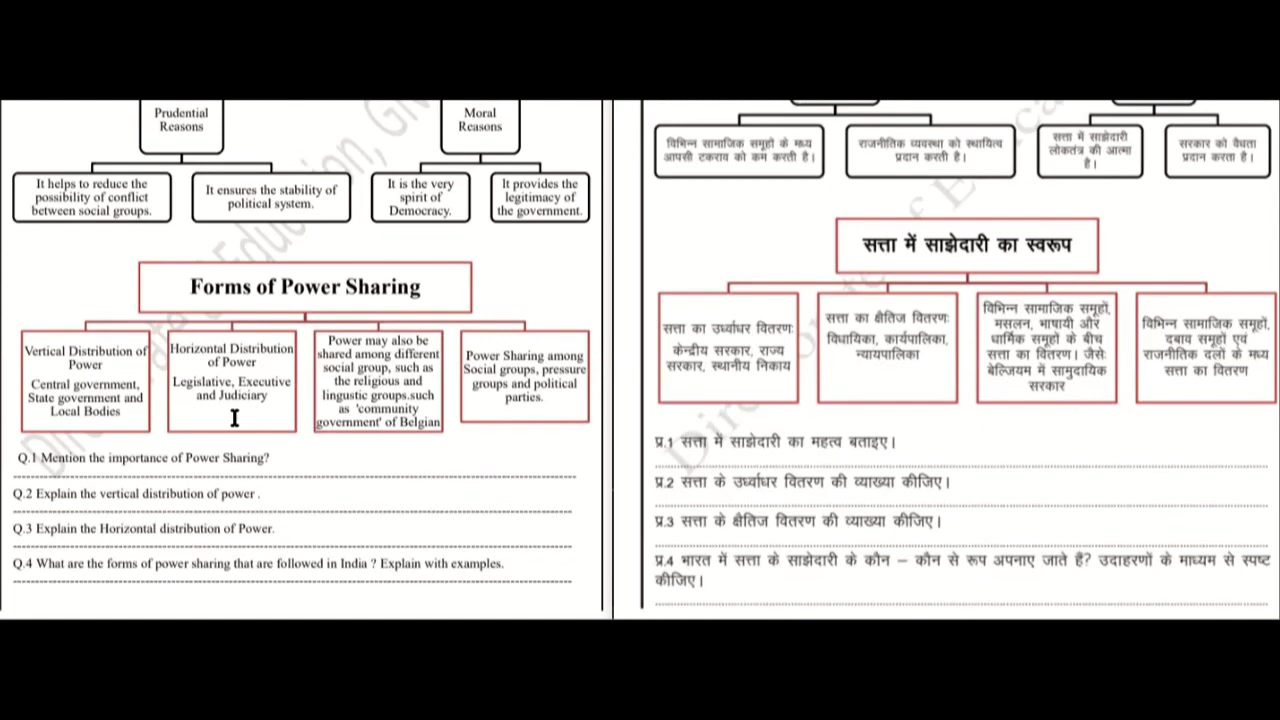 Prudential
Reasons
Moral
Reasons
It helps to reduce the
possibility of conflict
between social groups.
It ensures the stability of
political system.
It is the very
spirit of
Democracy.
It provides the
legitimacy of
the government.
Forms of Power Sharing
Vertical Distribution of
Power
Central government,
State government and
Local Bodies
Horizontal Distribution
of Power
Legislative, Executive
and Judiciary
Power may also be
shared among different
social group, such as
the religious and
lingustic groups.such
as 'community
government' of Belgian
Power Sharing among
Social groups, pressure
groups and political
parties.
Q.1 Mention the importance of Power Sharing?
Q.2 Explain the vertical distribution of power .
Q.3 Explain the Horizontal distribution of Power.
Q.4 What are the forms of power sharing that are followed in India ? Explain with examples.
विभिन्न सामाजिक समूहों के मध्य
आपसी टकराव को कम करती है।
राजनीतिक व्यवस्था को स्थायित्व
प्रदान करती है।
सत्ता में साझेदारी
लोकतंत्र की आत्मा
है।
सरकार को वैधता
प्रदान करता है।
सत्ता में साझेदारी का स्वरूप
सत्ता का उर्ध्वाधर वितरणः
केन्द्रीय सरकार, राज्य
सरकार, स्थानीय निकाय
सत्ता का क्षैतिज वितरणः
विधायिका, कार्यपालिका,
न्यायपालिका
विभिन्न सामाजिक समूहों,
मसलन, भाषायी और
धार्मिक समूहों के बीच
सत्ता का वितरण। जैसेः
बेल्जियम में सामुदायिक
सरकार
विभिन्न सामाजिक समूहों,
दबाव समूहों एवं
राजनीतिक दलों के मध्य
सत्ता का वितरण
प्र.1 सत्ता में साझेदारी का महत्व बताइए।
प्र.2 सत्ता के उर्ध्वाधर वितरण की व्याख्या कीजिए।
प्र.3 सत्ता के क्षैतिज वितरण की व्याख्या कीजिए।
प्र.4 भारत में सत्ता के साझेदारी के कौन – कौन से रूप अपनाए जाते हैं? उदाहरणों के माध्यम से स्पष्ट
कीजिए।